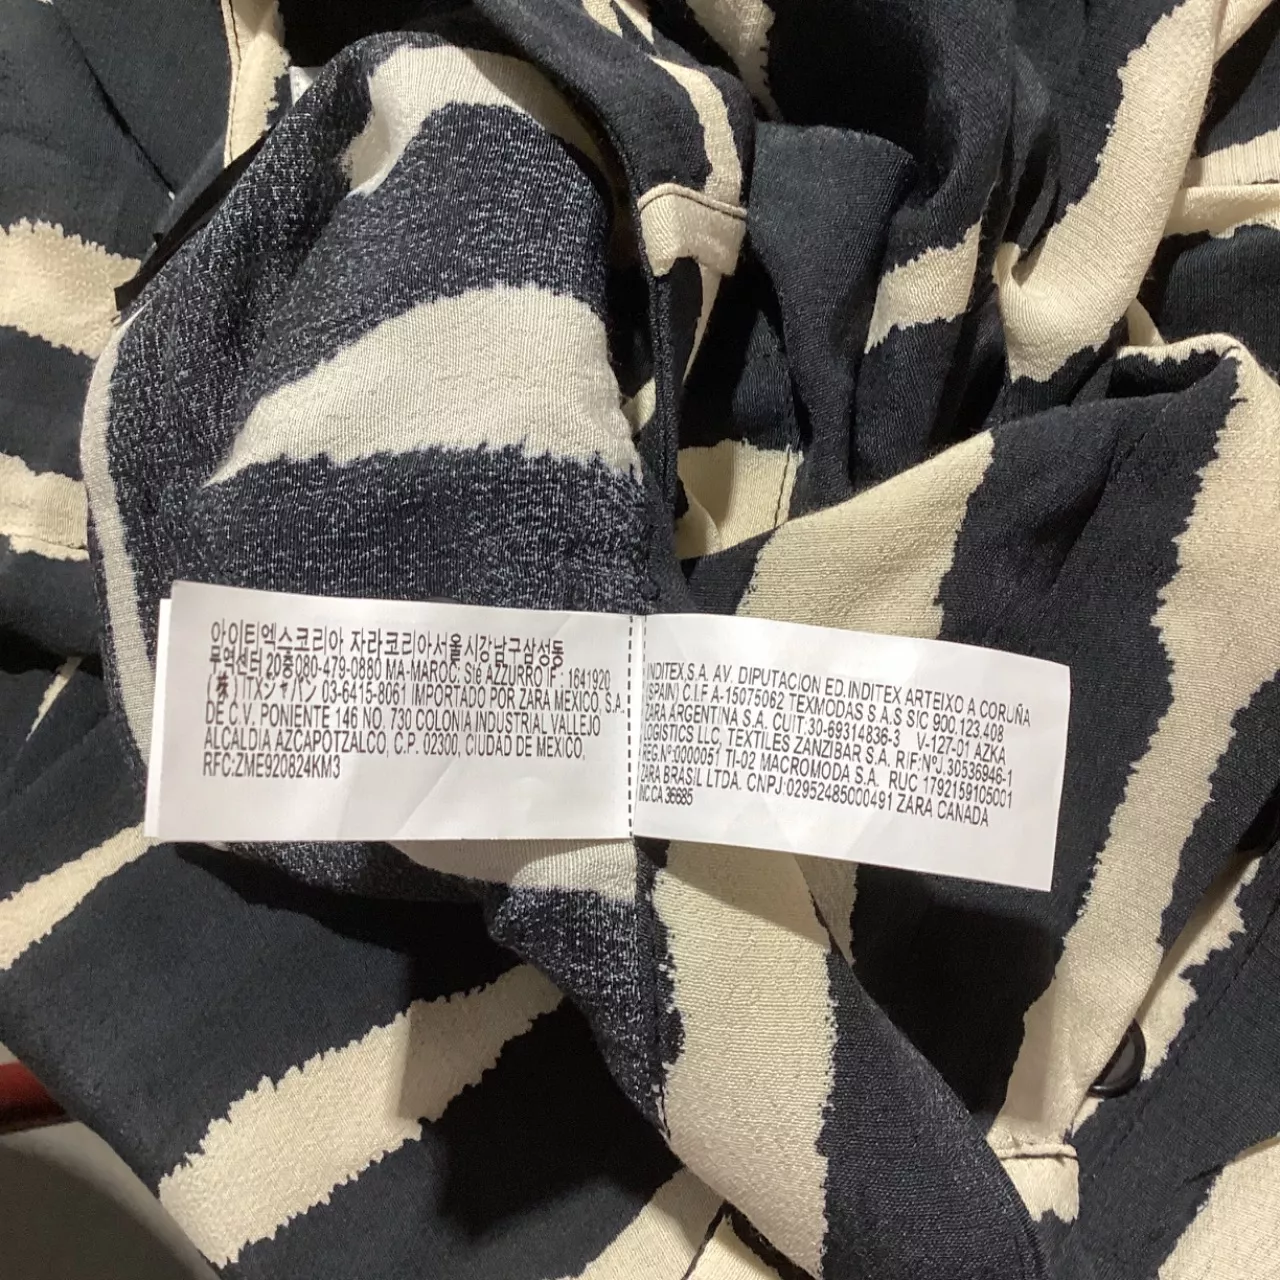 아이티엑스코리아 자라코리아서울시강남구삼성동
무역센터20층080-479-0880 MA-MAROC: Sté AZZURRO IF : 1641920
(株)ITXジャパン 03-6415-8061 IMPORTADO POR ZARA MEXICO, S.A.
DE C.V. PONIENTE 146 NO. 730 COLONIA INDUSTRIAL VALLEJO
ALCALDIA AZCAPOTZALCO, C.P. 02300, CIUDAD DE MEXICO,
RFC:ZME920824KM3
INDITEX,S.A. AV. DIPUTACION ED.INDITEX ARTEIXO A CORUÑA
(SPAIN) C.I.F A-15075062 TEXMODAS S.A.S SIC 900.123.408
ZARA ARGENTINA S.A. CUIT:30-69314836-3 V-127-01 AZKA
LOGISTICS LLC, TEXTILES ZANZIBAR S.A. RIF:NºJ.30536946-1
REG.Nº:0000051 TI-02 MACROMODA S.A. RUC 1792159105001
ZARA BRASIL LTDA. CNPJ:02952485000491 ZARA CANADA
INC.CA 36685